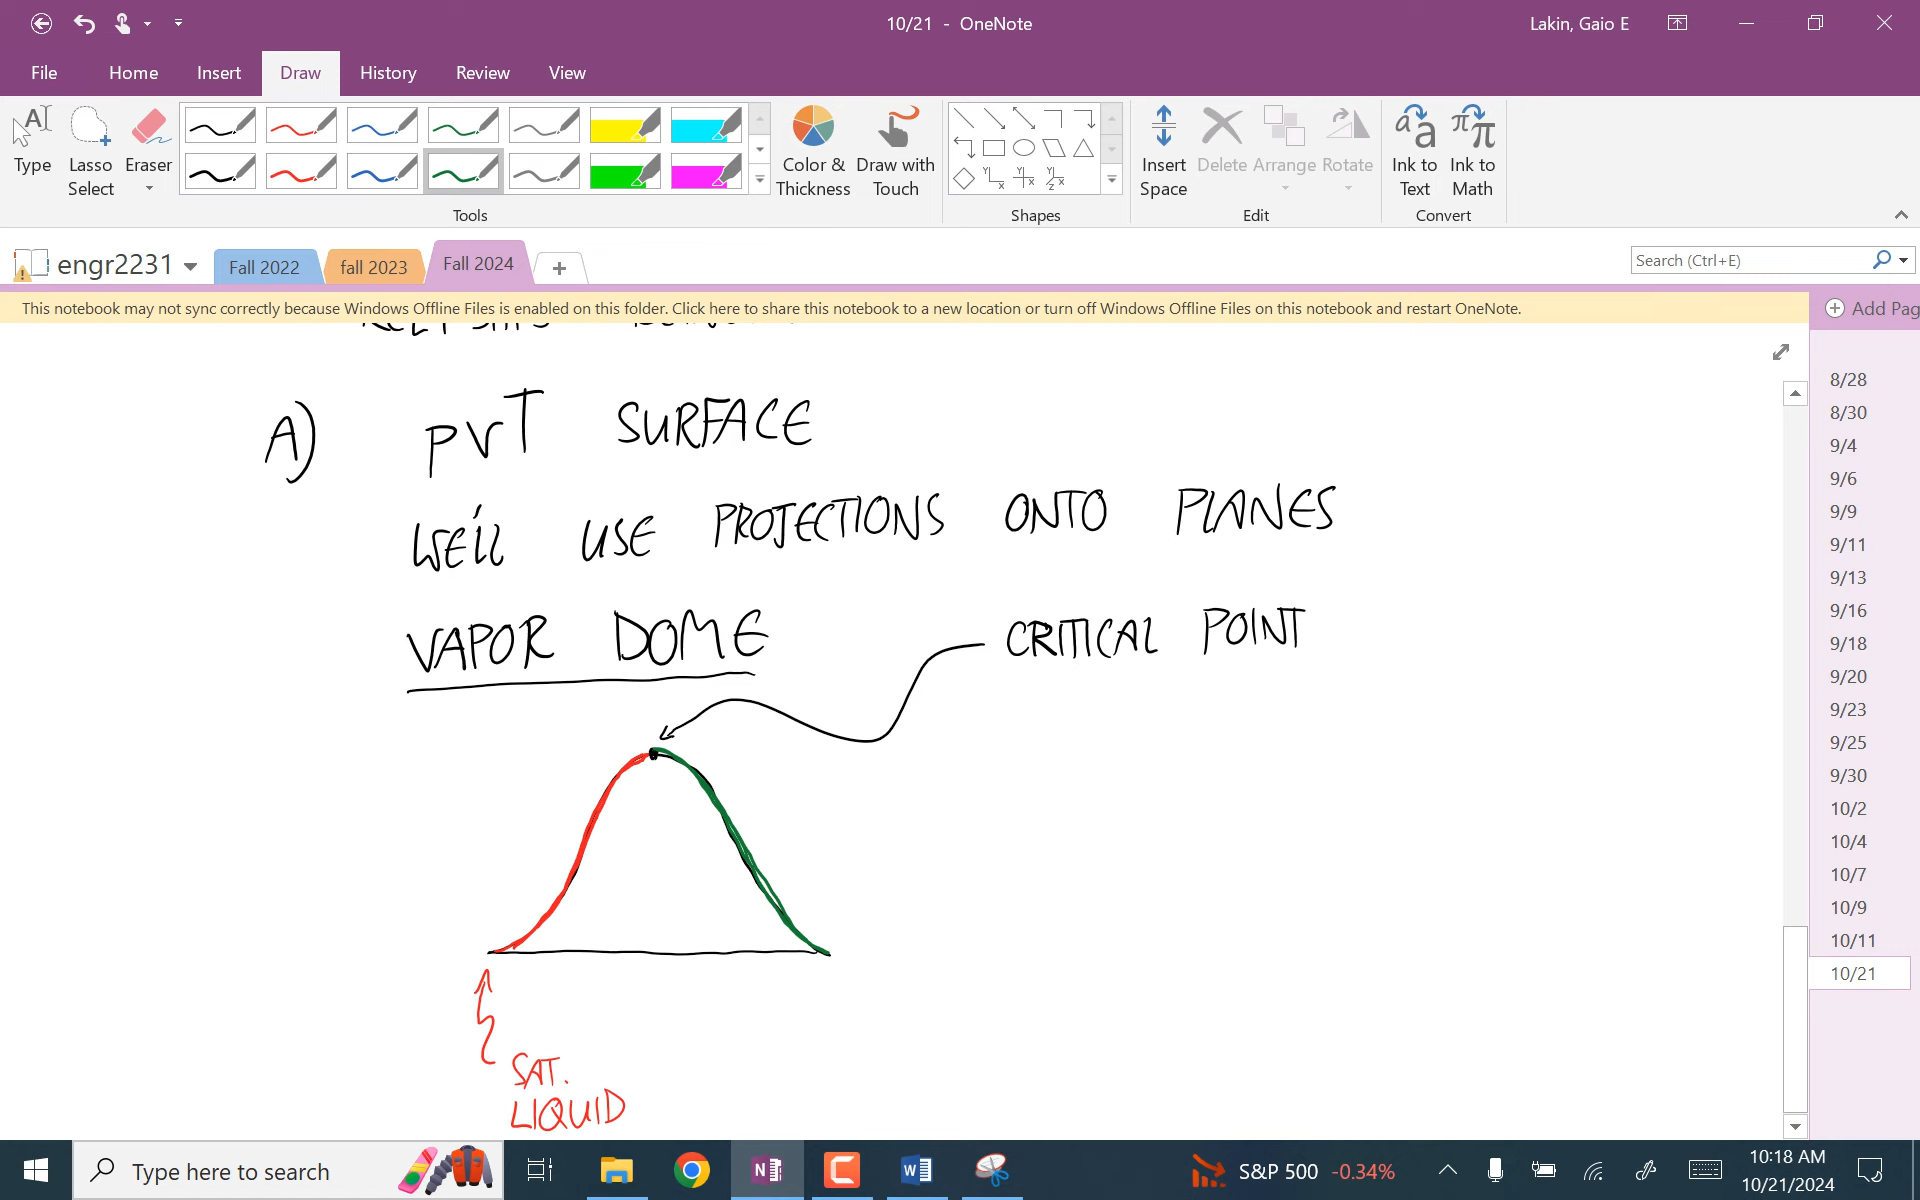 10/21 - OneNote
Lakin, Gaio E
File Home Insert Draw History Review View
Type
Lasso Select
Eraser
Color & Thickness
Draw with Touch
Insert Space
Delete
Arrange
Rotate
Ink to Text
Ink to Math
Tools
Shapes
Edit
Convert
engr2231
Fall 2022
fall 2023
Fall 2024
Search (Ctrl+E)
This notebook may not sync correctly because Windows Offline Files is enabled on this folder. Click here to share this notebook to a new location or turn off Windows Offline Files on this notebook and restart OneNote.
Add Pag
8/28
8/30
9/4
9/6
9/9
9/11
9/13
9/16
9/18
9/20
9/23
9/25
9/30
10/2
10/4
10/7
10/9
10/11
10/21
A) PVT SURFACE
WE'LL USE PROJECTIONS ONTO PLANES
VAPOR DOME
CRITICAL POINT
SAT.
LIQUID
Type here to search
S&P 500 -0.34%
10:18 AM
10/21/2024